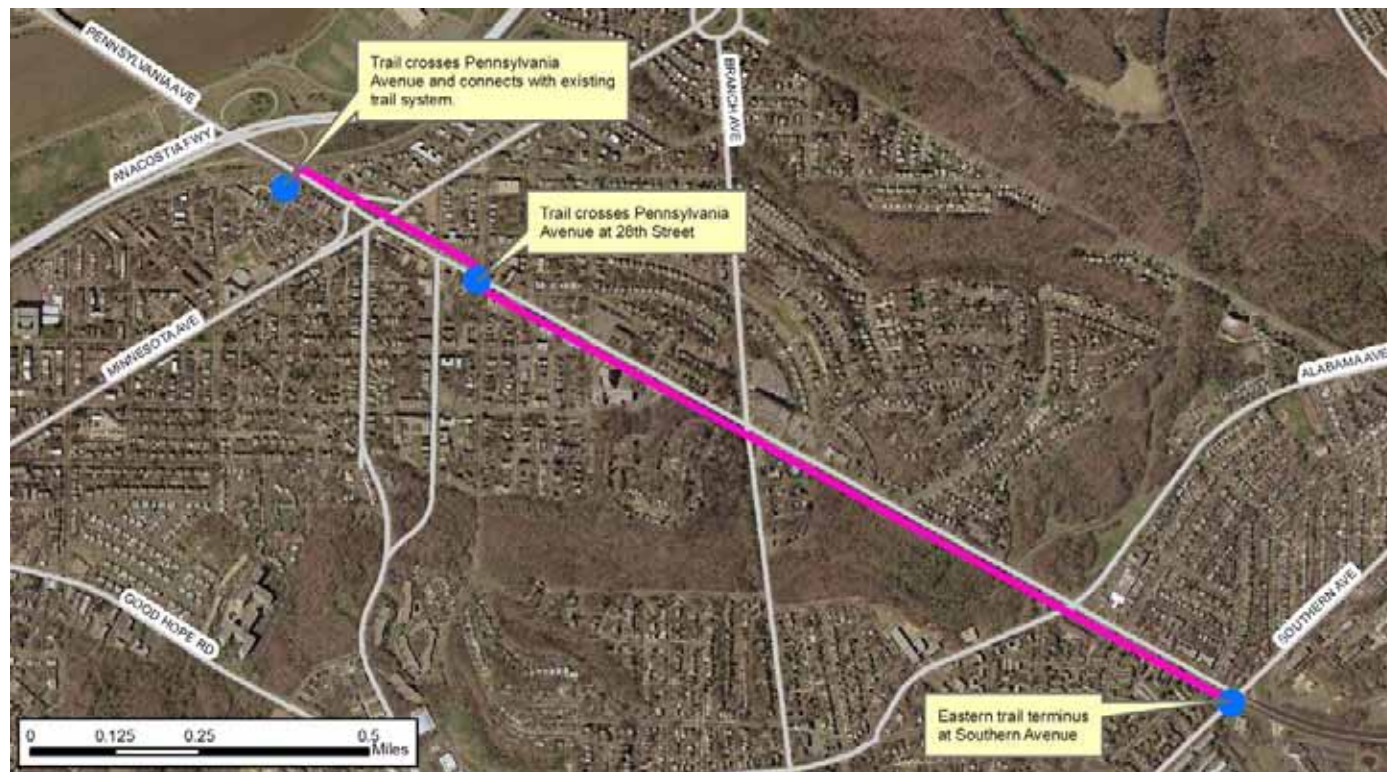 PENNSYLVANIA AVE
Trail crosses Pennsylvania
Avenue and connects with existing
trail system.
BRANCH AVE
ANACOSTIA FWY
Trail crosses Pennsylvania
Avenue at 28th Street
MINNESOTA AVE
ALABAMA AVE
GOOD HOPE RD
SOUTHERN AVE
Eastern trail terminus
at Southern Avenue
0 0.125 0.25 0.5
Miles